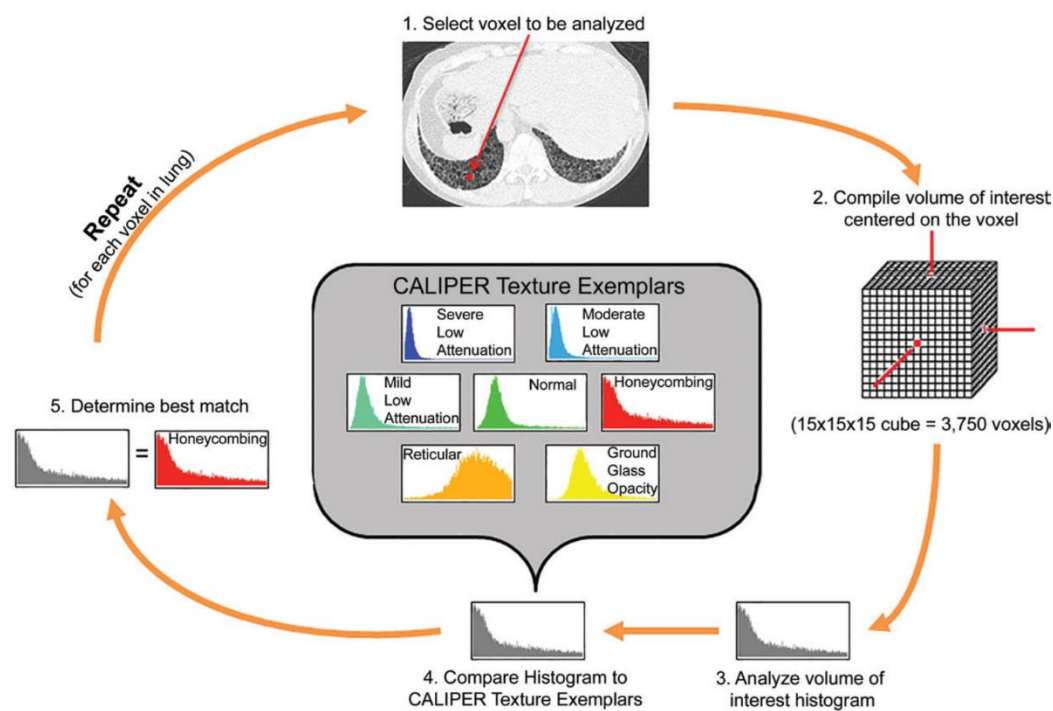 1. Select voxel to be analyzed
2. Compile volume of interest
centered on the voxel
(15x15x15 cube = 3,750 voxels)
3. Analyze volume of
interest histogram
4. Compare Histogram to
CALIPER Texture Exemplars
5. Determine best match
=
Honeycombing
Repeat
(for each voxel in lung)
CALIPER Texture Exemplars
Severe
Low
Attenuation
Moderate
Low
Attenuation
Mild
Low
Attenuation
Normal
Honeycombing
Reticular
Ground
Glass
Opacity